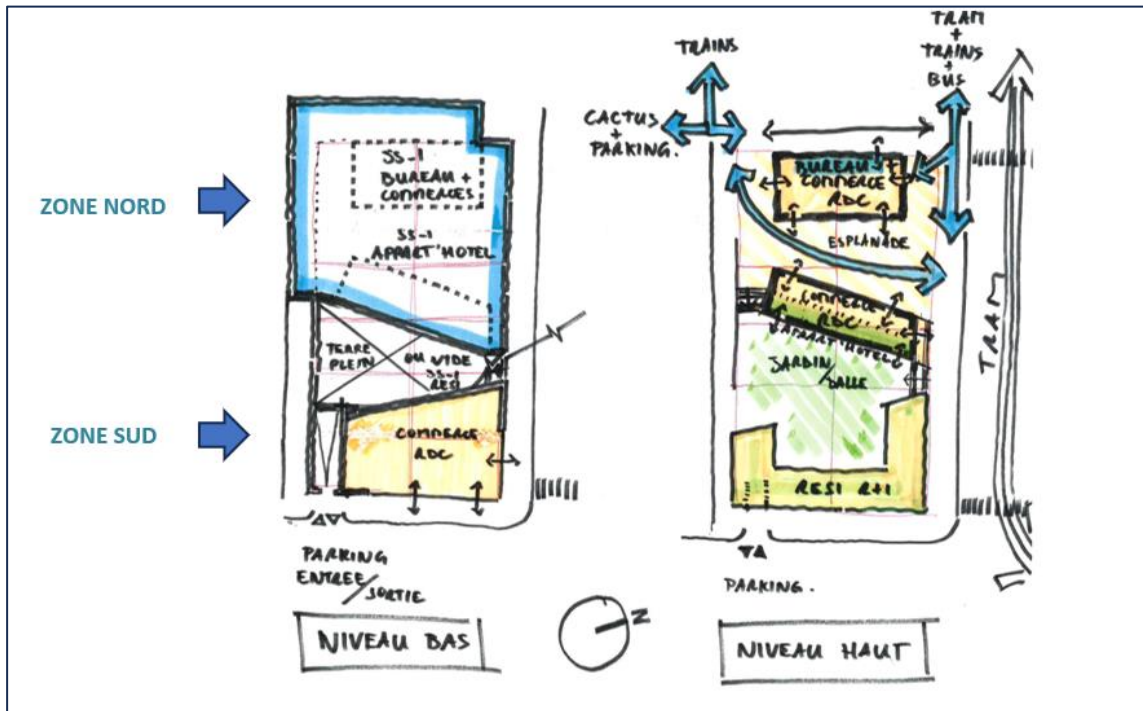 ZONE NORD
SS-1
BUREAU +
COMMERCES
SS-1
APPART'HOTEL
TERRE
PLEIN
OU VIDE
SS-1
RESI
ZONE SUD
COMMERCE
RDC
PARKING
ENTREE
/SORTIE
NIVEAU BAS
N
TRAINS
CACTUS
+
PARKING.
TRAM
+
TRAINS
+
BUS
BUREAU +
COMMERCE
RDC
ESPLANADE
COMMERCE
RDC
APPART'HOTEL
JARDIN
/DALLE
RESI R+1
TRAM
PARKING.
NIVEAU HAUT